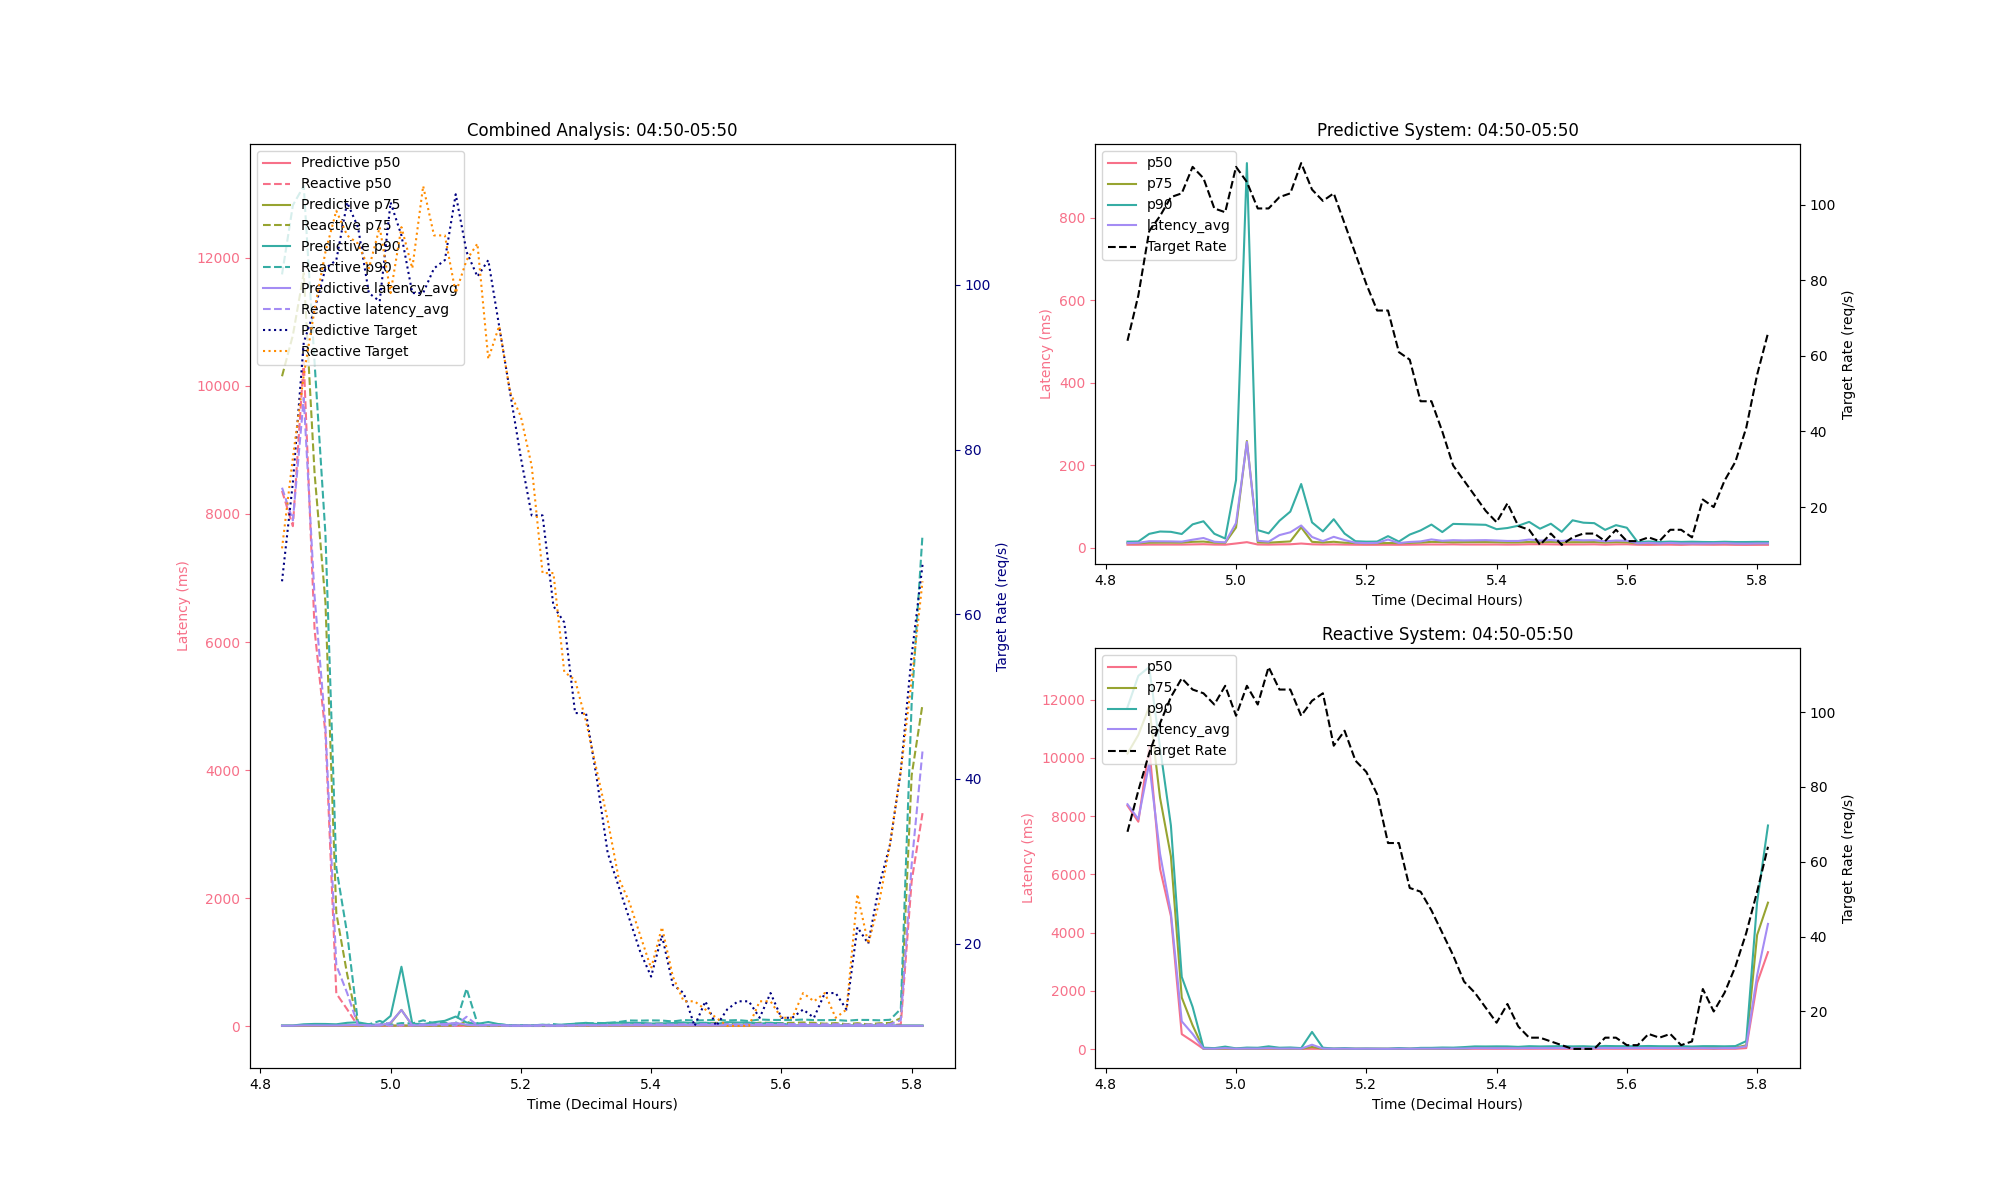 Combined Analysis: 04:50-05:50
Predictive p50
Reactive p50
Predictive p75
Reactive p75
Predictive p90
Reactive p90
Predictive latency_avg
Reactive latency_avg
Predictive Target
Reactive Target
12000
10000
8000
6000
4000
2000
0
Latency (ms)
100
80
60
40
20
Target Rate (req/s)
4.8 5.0 5.2 5.4 5.6 5.8
Time (Decimal Hours)
Predictive System: 04:50-05:50
p50
p75
p90
latency_avg
Target Rate
800
600
400
200
0
Latency (ms)
100
80
60
40
20
Target Rate (req/s)
4.8 5.0 5.2 5.4 5.6 5.8
Time (Decimal Hours)
Reactive System: 04:50-05:50
p50
p75
p90
latency_avg
Target Rate
12000
10000
8000
6000
4000
2000
0
Latency (ms)
100
80
60
40
20
Target Rate (req/s)
4.8 5.0 5.2 5.4 5.6 5.8
Time (Decimal Hours)